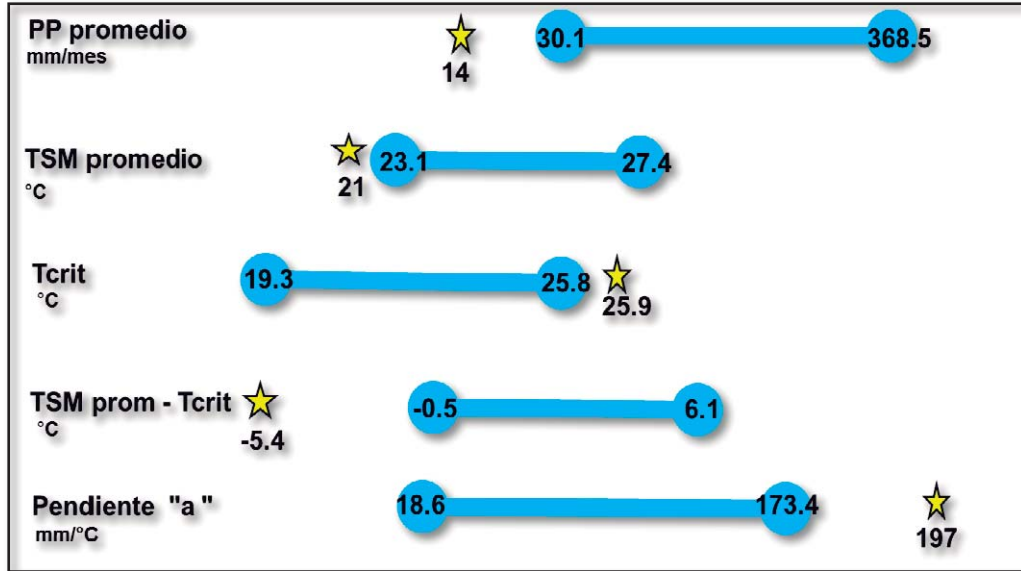 PP promedio
mm/mes
14
30.1
368.5
TSM promedio
°C
21
23.1
27.4
Tcrit
°C
19.3
25.8
25.9
TSM prom - Tcrit
°C
-5.4
-0.5
6.1
Pendiente "a "
mm/°C
18.6
173.4
197